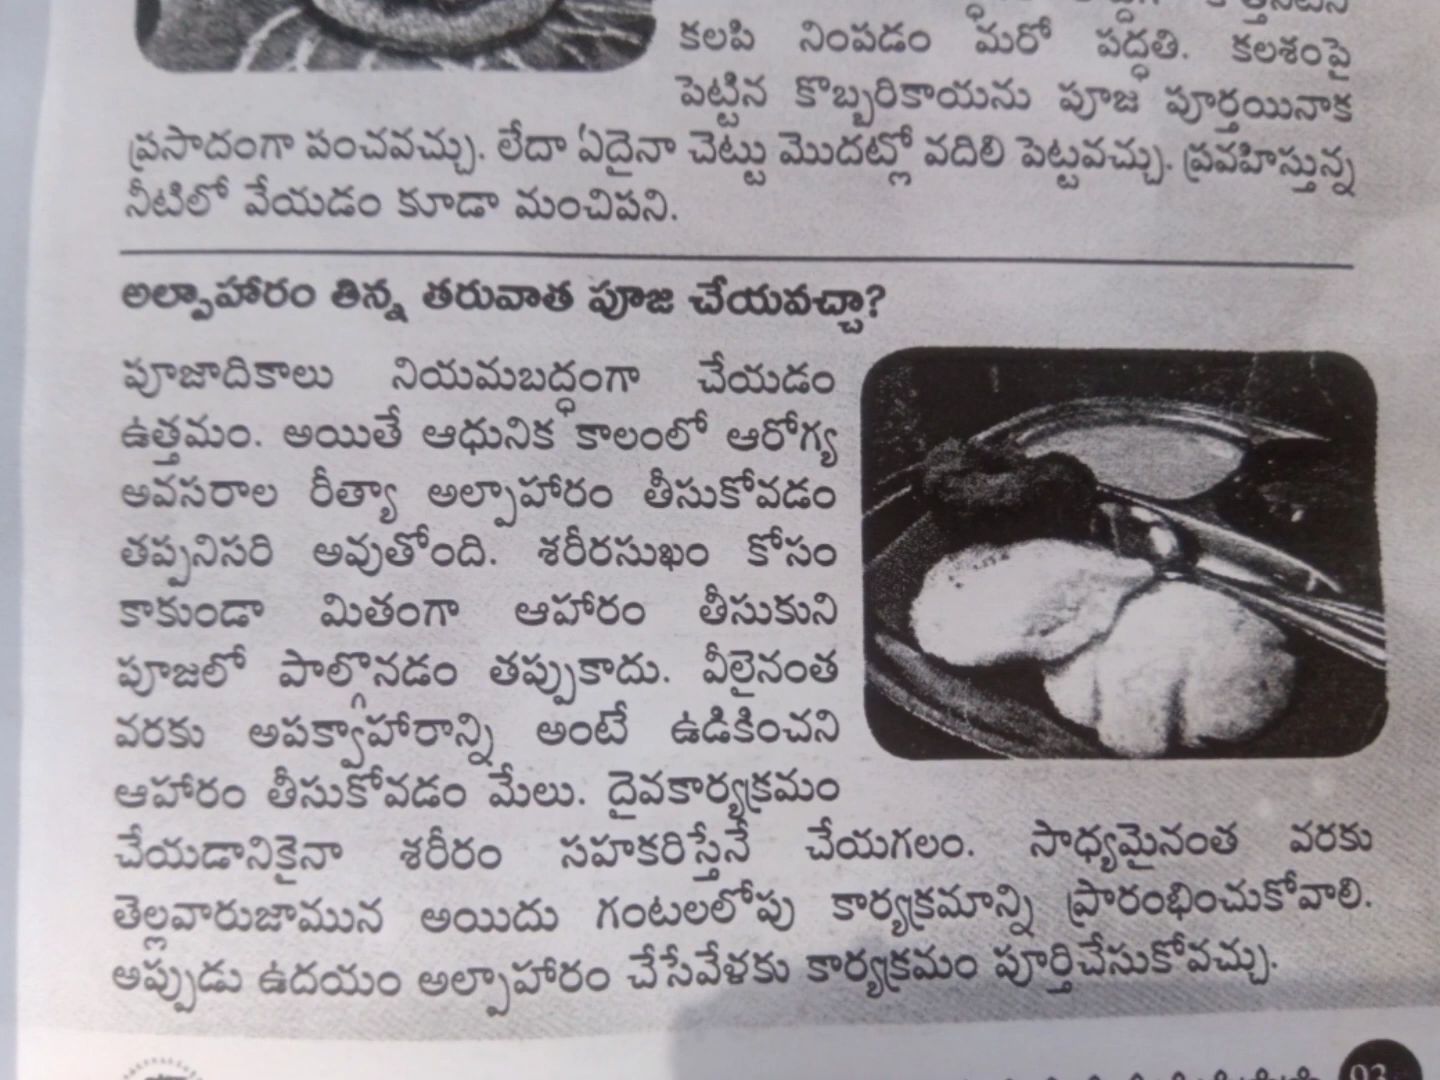 కలపి నింపడం మరో పద్ధతి. కలశంపై
పెట్టిన కొబ్బరికాయను పూజ పూర్తయినాక
ప్రసాదంగా పంచవచ్చు. లేదా ఏదైనా చెట్టు మొదట్లో వదిలి పెట్టవచ్చు. ప్రవహిస్తున్న
నీటిలో వేయడం కూడా మంచిపని.
అల్పాహారం తిన్న తరువాత పూజ చేయవచ్చా?
పూజాదికాలు నియమబద్ధంగా చేయడం
ఉత్తమం. అయితే ఆధునిక కాలంలో ఆరోగ్య
అవసరాల రీత్యా అల్పాహారం తీసుకోవడం
తప్పనిసరి అవుతోంది. శరీరసుఖం కోసం
కాకుండా మితంగా ఆహారం తీసుకుని
పూజలో పాల్గొనడం తప్పుకాదు. వీలైనంత
వరకు అపక్వాహారాన్ని అంటే ఉడికించని
ఆహారం తీసుకోవడం మేలు. దైవకార్యక్రమం
చేయడానికైనా శరీరం సహకరిస్తేనే చేయగలం. సాధ్యమైనంత వరకు
తెల్లవారుజామున అయిదు గంటలలోపు కార్యక్రమాన్ని ప్రారంభించుకోవాలి.
అప్పుడు ఉదయం అల్పాహారం చేసేవేళకు కార్యక్రమం పూర్తిచేసుకోవచ్చు.
93